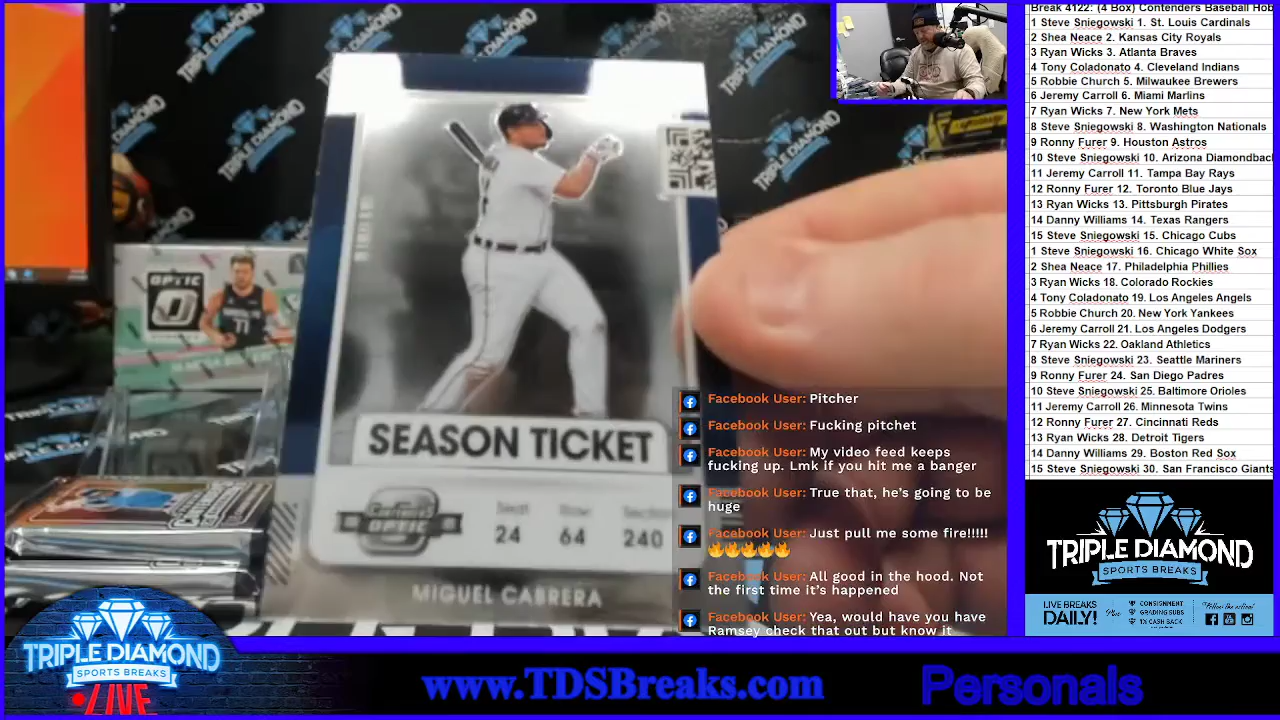 Break 4122: (4 Box) Contenders Baseball Hob
1 Steve Sniegowski 1. St. Louis Cardinals
2 Shea Neace 2. Kansas City Royals
3 Ryan Wicks 3. Atlanta Braves
4 Tony Coladonato 4. Cleveland Indians
5 Robbie Church 5. Milwaukee Brewers
6 Jeremy Carroll 6. Miami Marlins
7 Ryan Wicks 7. New York Mets
8 Steve Sniegowski 8. Washington Nationals
9 Ronny Furer 9. Houston Astros
10 Steve Sniegowski 10. Arizona Diamondback
11 Jeremy Carroll 11. Tampa Bay Rays
12 Ronny Furer 12. Toronto Blue Jays
13 Ryan Wicks 13. Pittsburgh Pirates
14 Danny Williams 14. Texas Rangers
15 Steve Sniegowski 15. Chicago Cubs
1 Steve Sniegowski 16. Chicago White Sox
2 Shea Neace 17. Philadelphia Phillies
3 Ryan Wicks 18. Colorado Rockies
4 Tony Coladonato 19. Los Angeles Angels
5 Robbie Church 20. New York Yankees
6 Jeremy Carroll 21. Los Angeles Dodgers
7 Ryan Wicks 22. Oakland Athletics
8 Steve Sniegowski 23. Seattle Mariners
9 Ronny Furer 24. San Diego Padres
10 Steve Sniegowski 25. Baltimore Orioles
11 Jeremy Carroll 26. Minnesota Twins
12 Ronny Furer 27. Cincinnati Reds
13 Ryan Wicks 28. Detroit Tigers
14 Danny Williams 29. Boston Red Sox
15 Steve Sniegowski 30. San Francisco Giants
TRIPLE DIAMOND
OPTIC
77
SEASON TICKET
Contenders
OPTIC
Seat Row Section
24 64 240
MIGUEL CABRERA
Facebook User: Pitcher
Facebook User: Fucking pitchet
Facebook User: My video feed keeps
fucking up. Lmk if you hit me a banger
Facebook User: True that, he's going to be
huge
Facebook User: Just pull me some fire!!!!!
🔥🔥🔥🔥🔥
Facebook User: All good in the hood. Not
the first time it's happened
Facebook User: Yea, would have you have
Ramsey check that out but know it
TRIPLE DIAMOND
SPORTS BREAKS
LIVE BREAKS
DAILY!
Plus
CONSIGNMENT
GRADING SUBS
1% CASH BACK
Follow the action!
TRIPLE DIAMOND
SPORTS BREAKS
LIVE
www.TDSBreaks.com
Personals